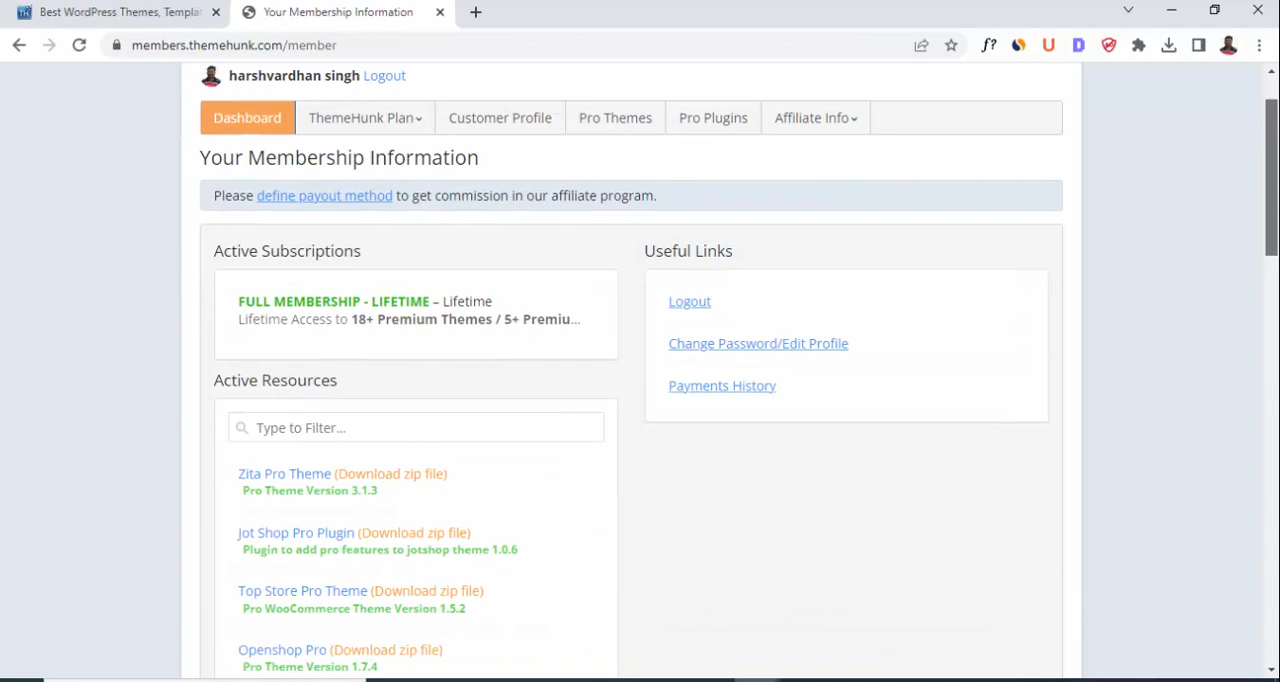 Best WordPress Themes, Templat
Your Membership Information
members.themehunk.com/member
harshvardhan singh Logout
Dashboard ThemeHunk Plan Customer Profile Pro Themes Pro Plugins Affiliate Info
Your Membership Information
Please define payout method to get commission in our affiliate program.
Active Subscriptions
FULL MEMBERSHIP - LIFETIME – Lifetime
Lifetime Access to 18+ Premium Themes / 5+ Premiu...
Useful Links
Logout
Change Password/Edit Profile
Payments History
Active Resources
Type to Filter...
Zita Pro Theme (Download zip file)
Pro Theme Version 3.1.3
Jot Shop Pro Plugin (Download zip file)
Plugin to add pro features to jotshop theme 1.0.6
Top Store Pro Theme (Download zip file)
Pro WooCommerce Theme Version 1.5.2
Openshop Pro (Download zip file)
Pro Theme Version 1.7.4